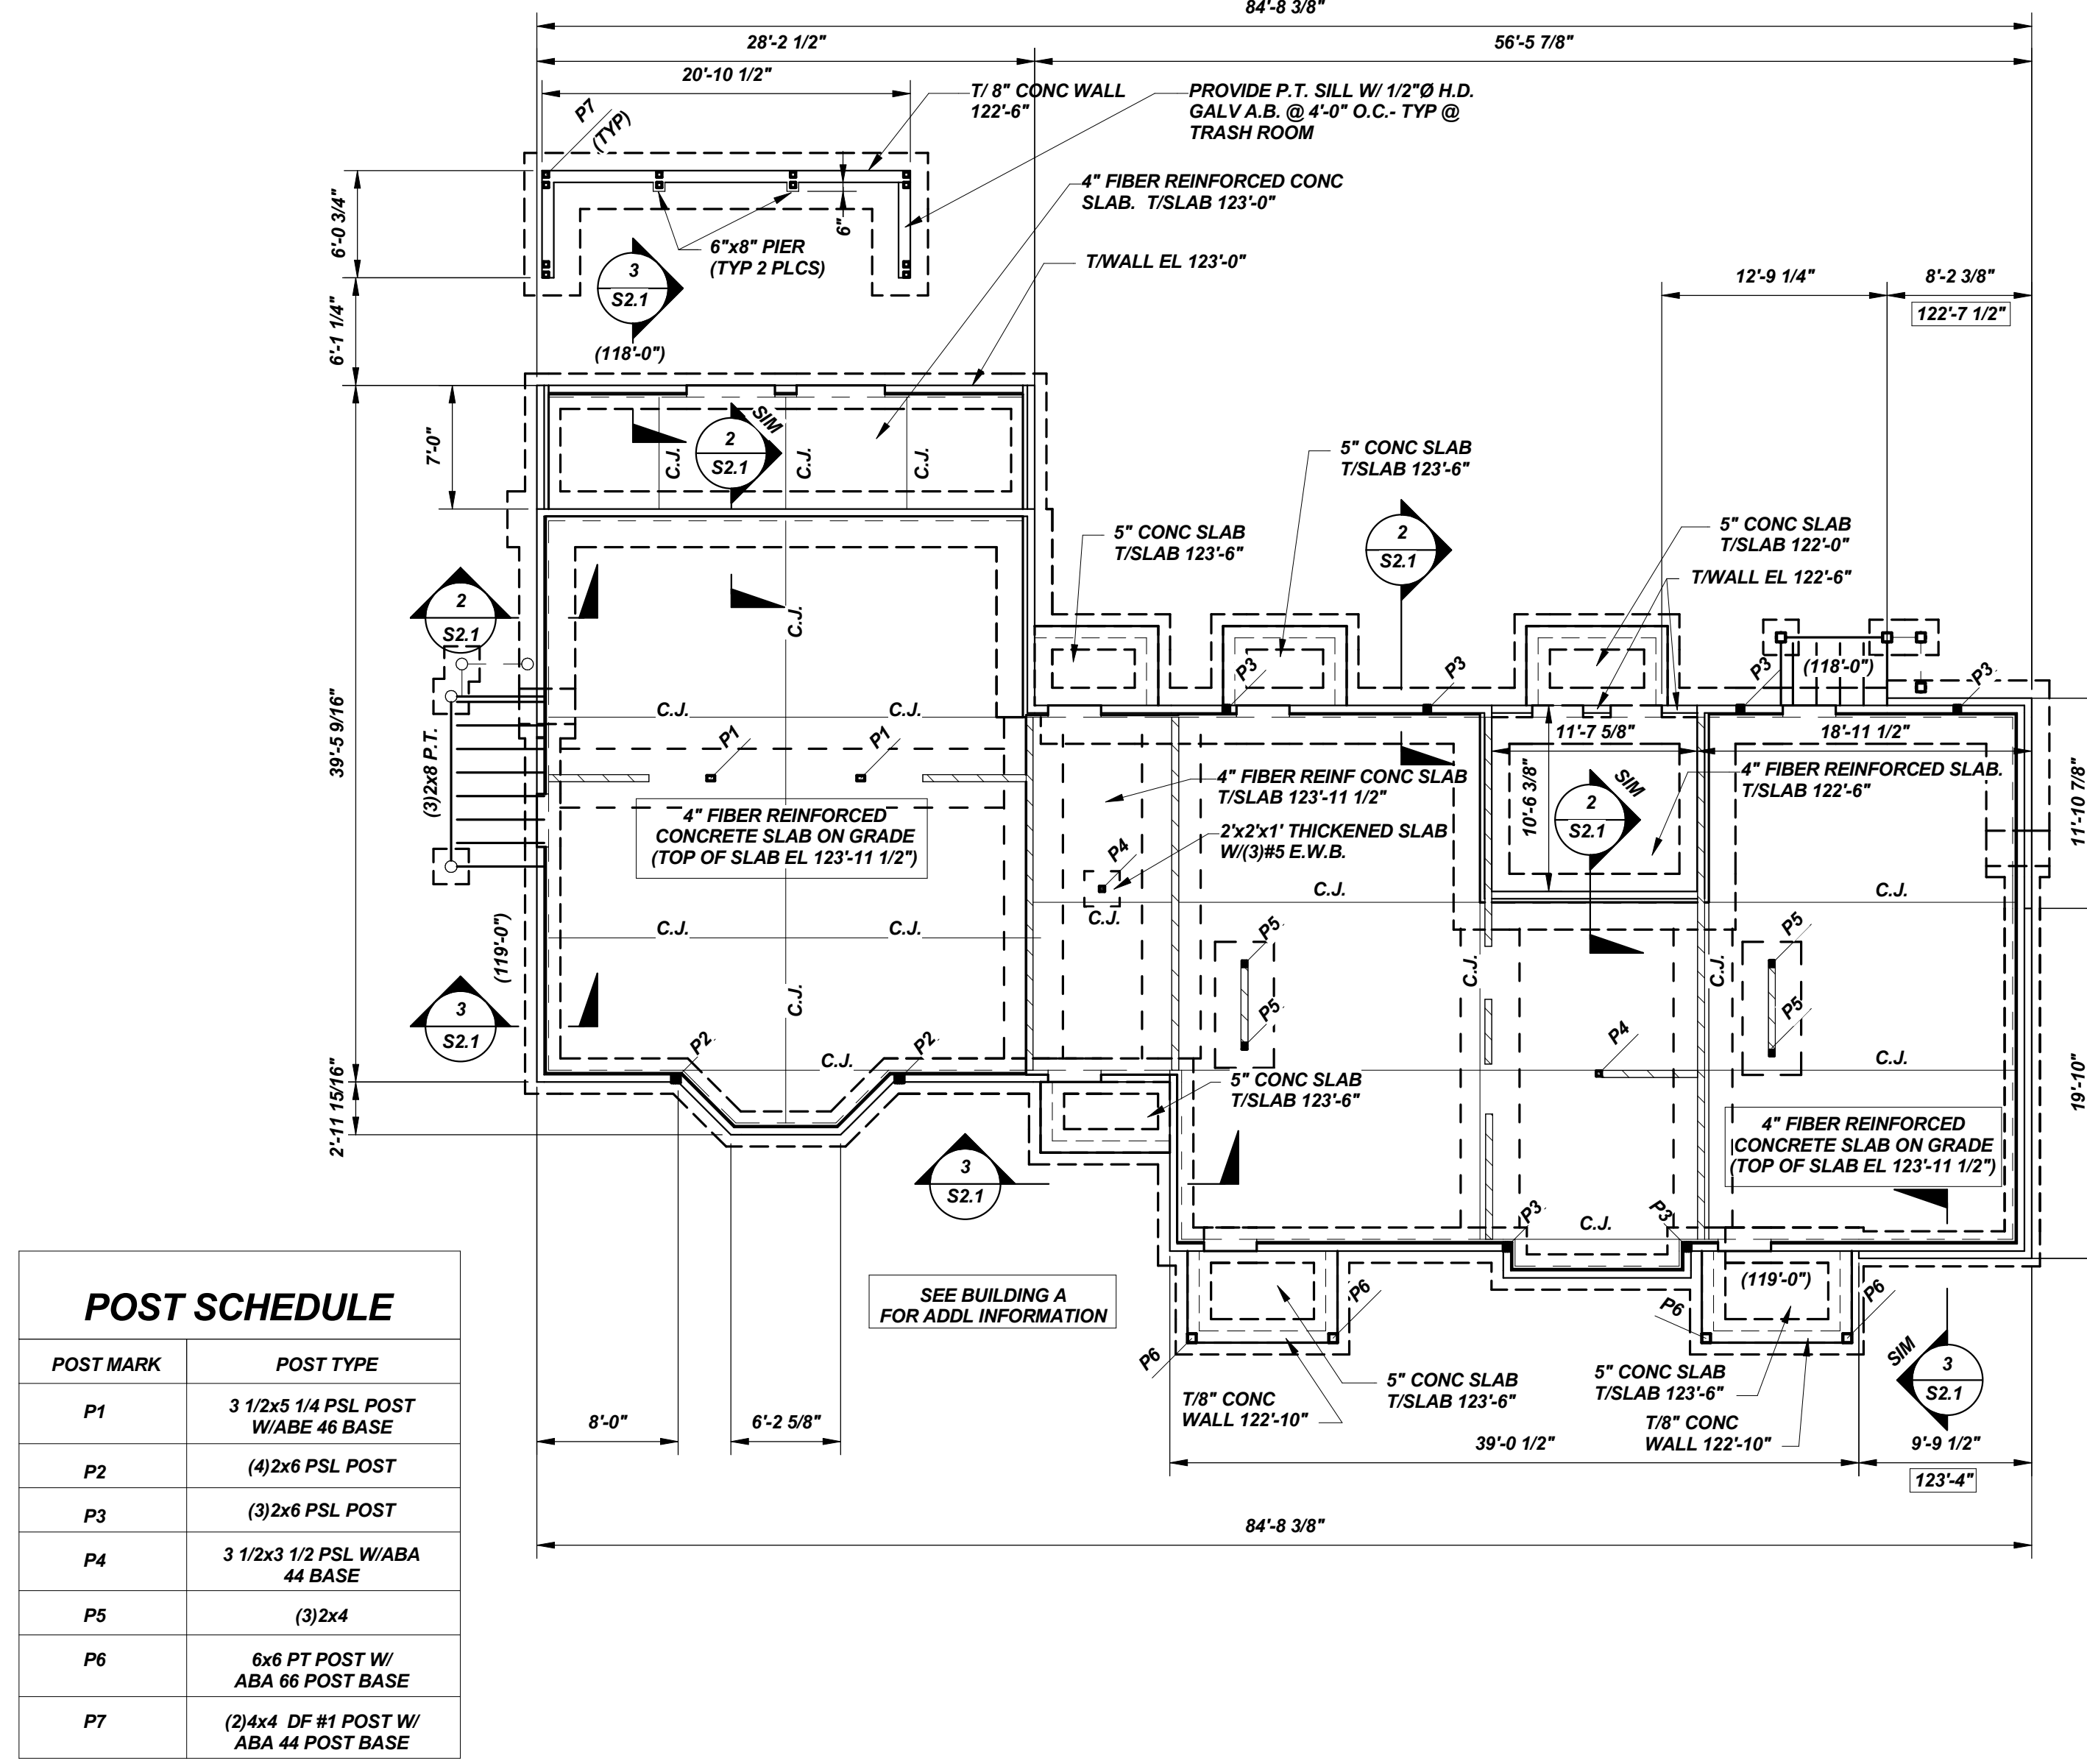 84'-8 3/8"
28'-2 1/2"
56'-5 7/8"
20'-10 1/2"
P7
(TYP)
T/ 8" CONC WALL
122'-6"
PROVIDE P.T. SILL W/ 1/2"Ø H.D.
GALV A.B. @ 4'-0" O.C.- TYP @
TRASH ROOM
4" FIBER REINFORCED CONC
SLAB. T/SLAB 123'-0"
6'-0 3/4"
6"
6"x8" PIER
(TYP 2 PLCS)
T/WALL EL 123'-0"
3
S2.1
12'-9 1/4"
8'-2 3/8"
122'-7 1/2"
6'-1 1/4"
(118'-0")
7'-0"
SIM
2
S2.1
C.J.
C.J.
C.J.
5" CONC SLAB
T/SLAB 123'-6"
5" CONC SLAB
T/SLAB 123'-6"
2
S2.1
5" CONC SLAB
T/SLAB 122'-0"
T/WALL EL 122'-6"
2
S2.1
C.J.
P3
P3
P3
(118'-0")
P3
39'-5 9/16"
(3)2x8 P.T.
C.J.
C.J.
P1
P1
11'-7 5/8"
18'-11 1/2"
4" FIBER REINF CONC SLAB
T/SLAB 123'-11 1/2"
10'-6 3/8"
SIM
2
S2.1
4" FIBER REINFORCED SLAB.
T/SLAB 122'-6"
11'-10 7/8"
4" FIBER REINFORCED
CONCRETE SLAB ON GRADE
(TOP OF SLAB EL 123'-11 1/2")
2'x2'x1' THICKENED SLAB
W/(3)#5 E.W.B.
P4
C.J.
C.J.
C.J.
C.J.
C.J.
(119'-0")
P5
P5
C.J.
C.J.
P5
P5
C.J.
3
S2.1
P4
P2
P2
C.J.
C.J.
19'-10"
2'-11 15/16"
5" CONC SLAB
T/SLAB 123'-6"
4" FIBER REINFORCED
CONCRETE SLAB ON GRADE
(TOP OF SLAB EL 123'-11 1/2")
3
S2.1
P3
C.J.
P3
SEE BUILDING A
FOR ADDL INFORMATION
(119'-0")
P6
P6
P6
P6
SIM
3
S2.1
5" CONC SLAB
T/SLAB 123'-6"
T/8" CONC
WALL 122'-10"
5" CONC SLAB
T/SLAB 123'-6"
T/8" CONC
WALL 122'-10"
8'-0"
6'-2 5/8"
39'-0 1/2"
9'-9 1/2"
123'-4"
84'-8 3/8"
POST SCHEDULE
POST MARK
POST TYPE
P1
3 1/2x5 1/4 PSL POST
W/ABE 46 BASE
P2
(4)2x6 PSL POST
P3
(3)2x6 PSL POST
P4
3 1/2x3 1/2 PSL W/ABA
44 BASE
P5
(3)2x4
P6
6x6 PT POST W/
ABA 66 POST BASE
P7
(2)4x4 DF #1 POST W/
ABA 44 POST BASE